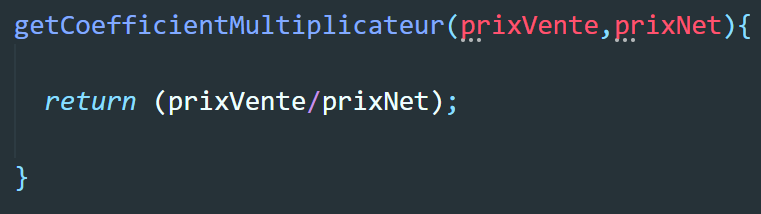 getCoefficientMultiplicateur(prixVente,prixNet){
return (prixVente/prixNet);
}